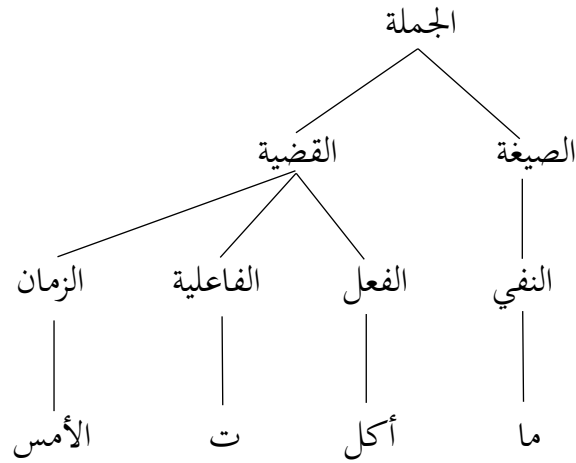 الجملة
الصيغة القضية
النفي الفعل الفاعلية الزمان
ما أكل ت الأمس